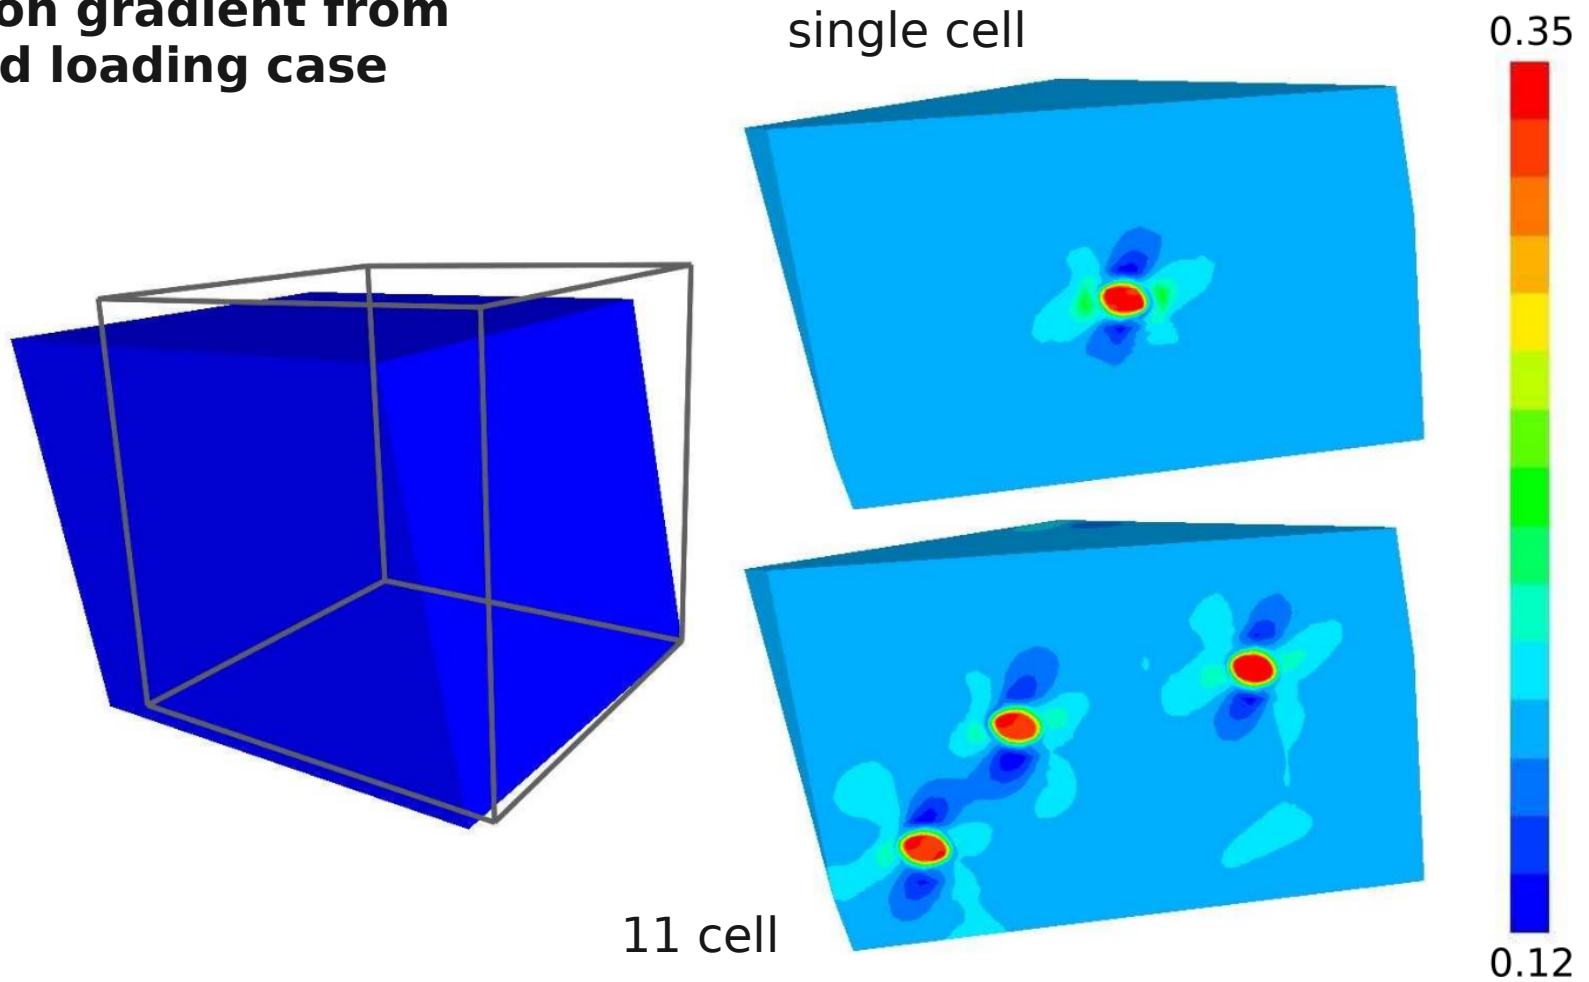 on gradient from
d loading case
single cell
0.35
11 cell
0.12